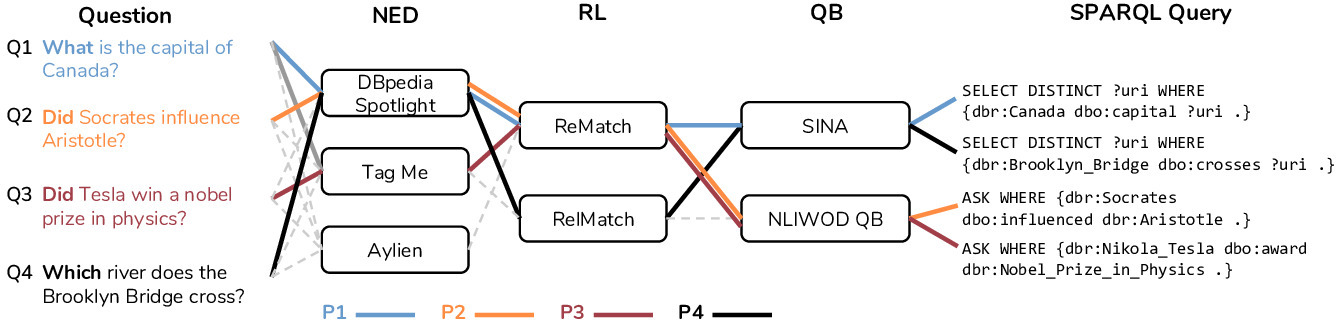 Question NED RL QB SPARQL Query
Q1 What is the capital of
Canada?
Q2 Did Socrates influence
Aristotle?
Q3 Did Tesla win a nobel
prize in physics?
Q4 Which river does the
Brooklyn Bridge cross?
DBpedia
Spotlight
Tag Me
Aylien
ReMatch
RelMatch
SINA
NLIWOD QB
SELECT DISTINCT ?uri WHERE
{dbr:Canada dbo:capital ?uri .}
SELECT DISTINCT ?uri WHERE
{dbr:Brooklyn_Bridge dbo:crosses ?uri .}
ASK WHERE {dbr:Socrates
dbo:influenced dbr:Aristotle .}
ASK WHERE {dbr:Nikola_Tesla dbo:award
dbr:Nobel_Prize_in_Physics .}
P1 P2 P3 P4